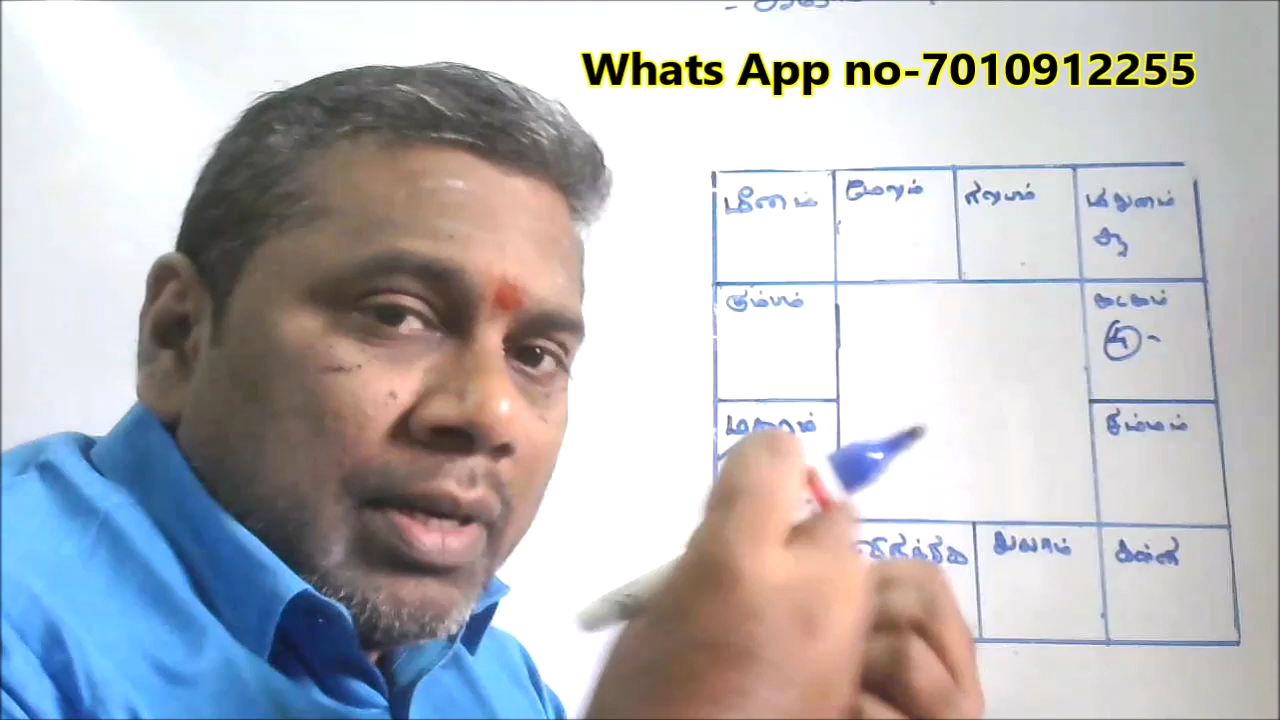 Whats App no-7010912255
மீனம்
மேஷம்
ரிஷபம்
மிதுனம்
கும்பம்
கடகம்
மகரம்
சிம்மம்
துலாம்
கன்னி